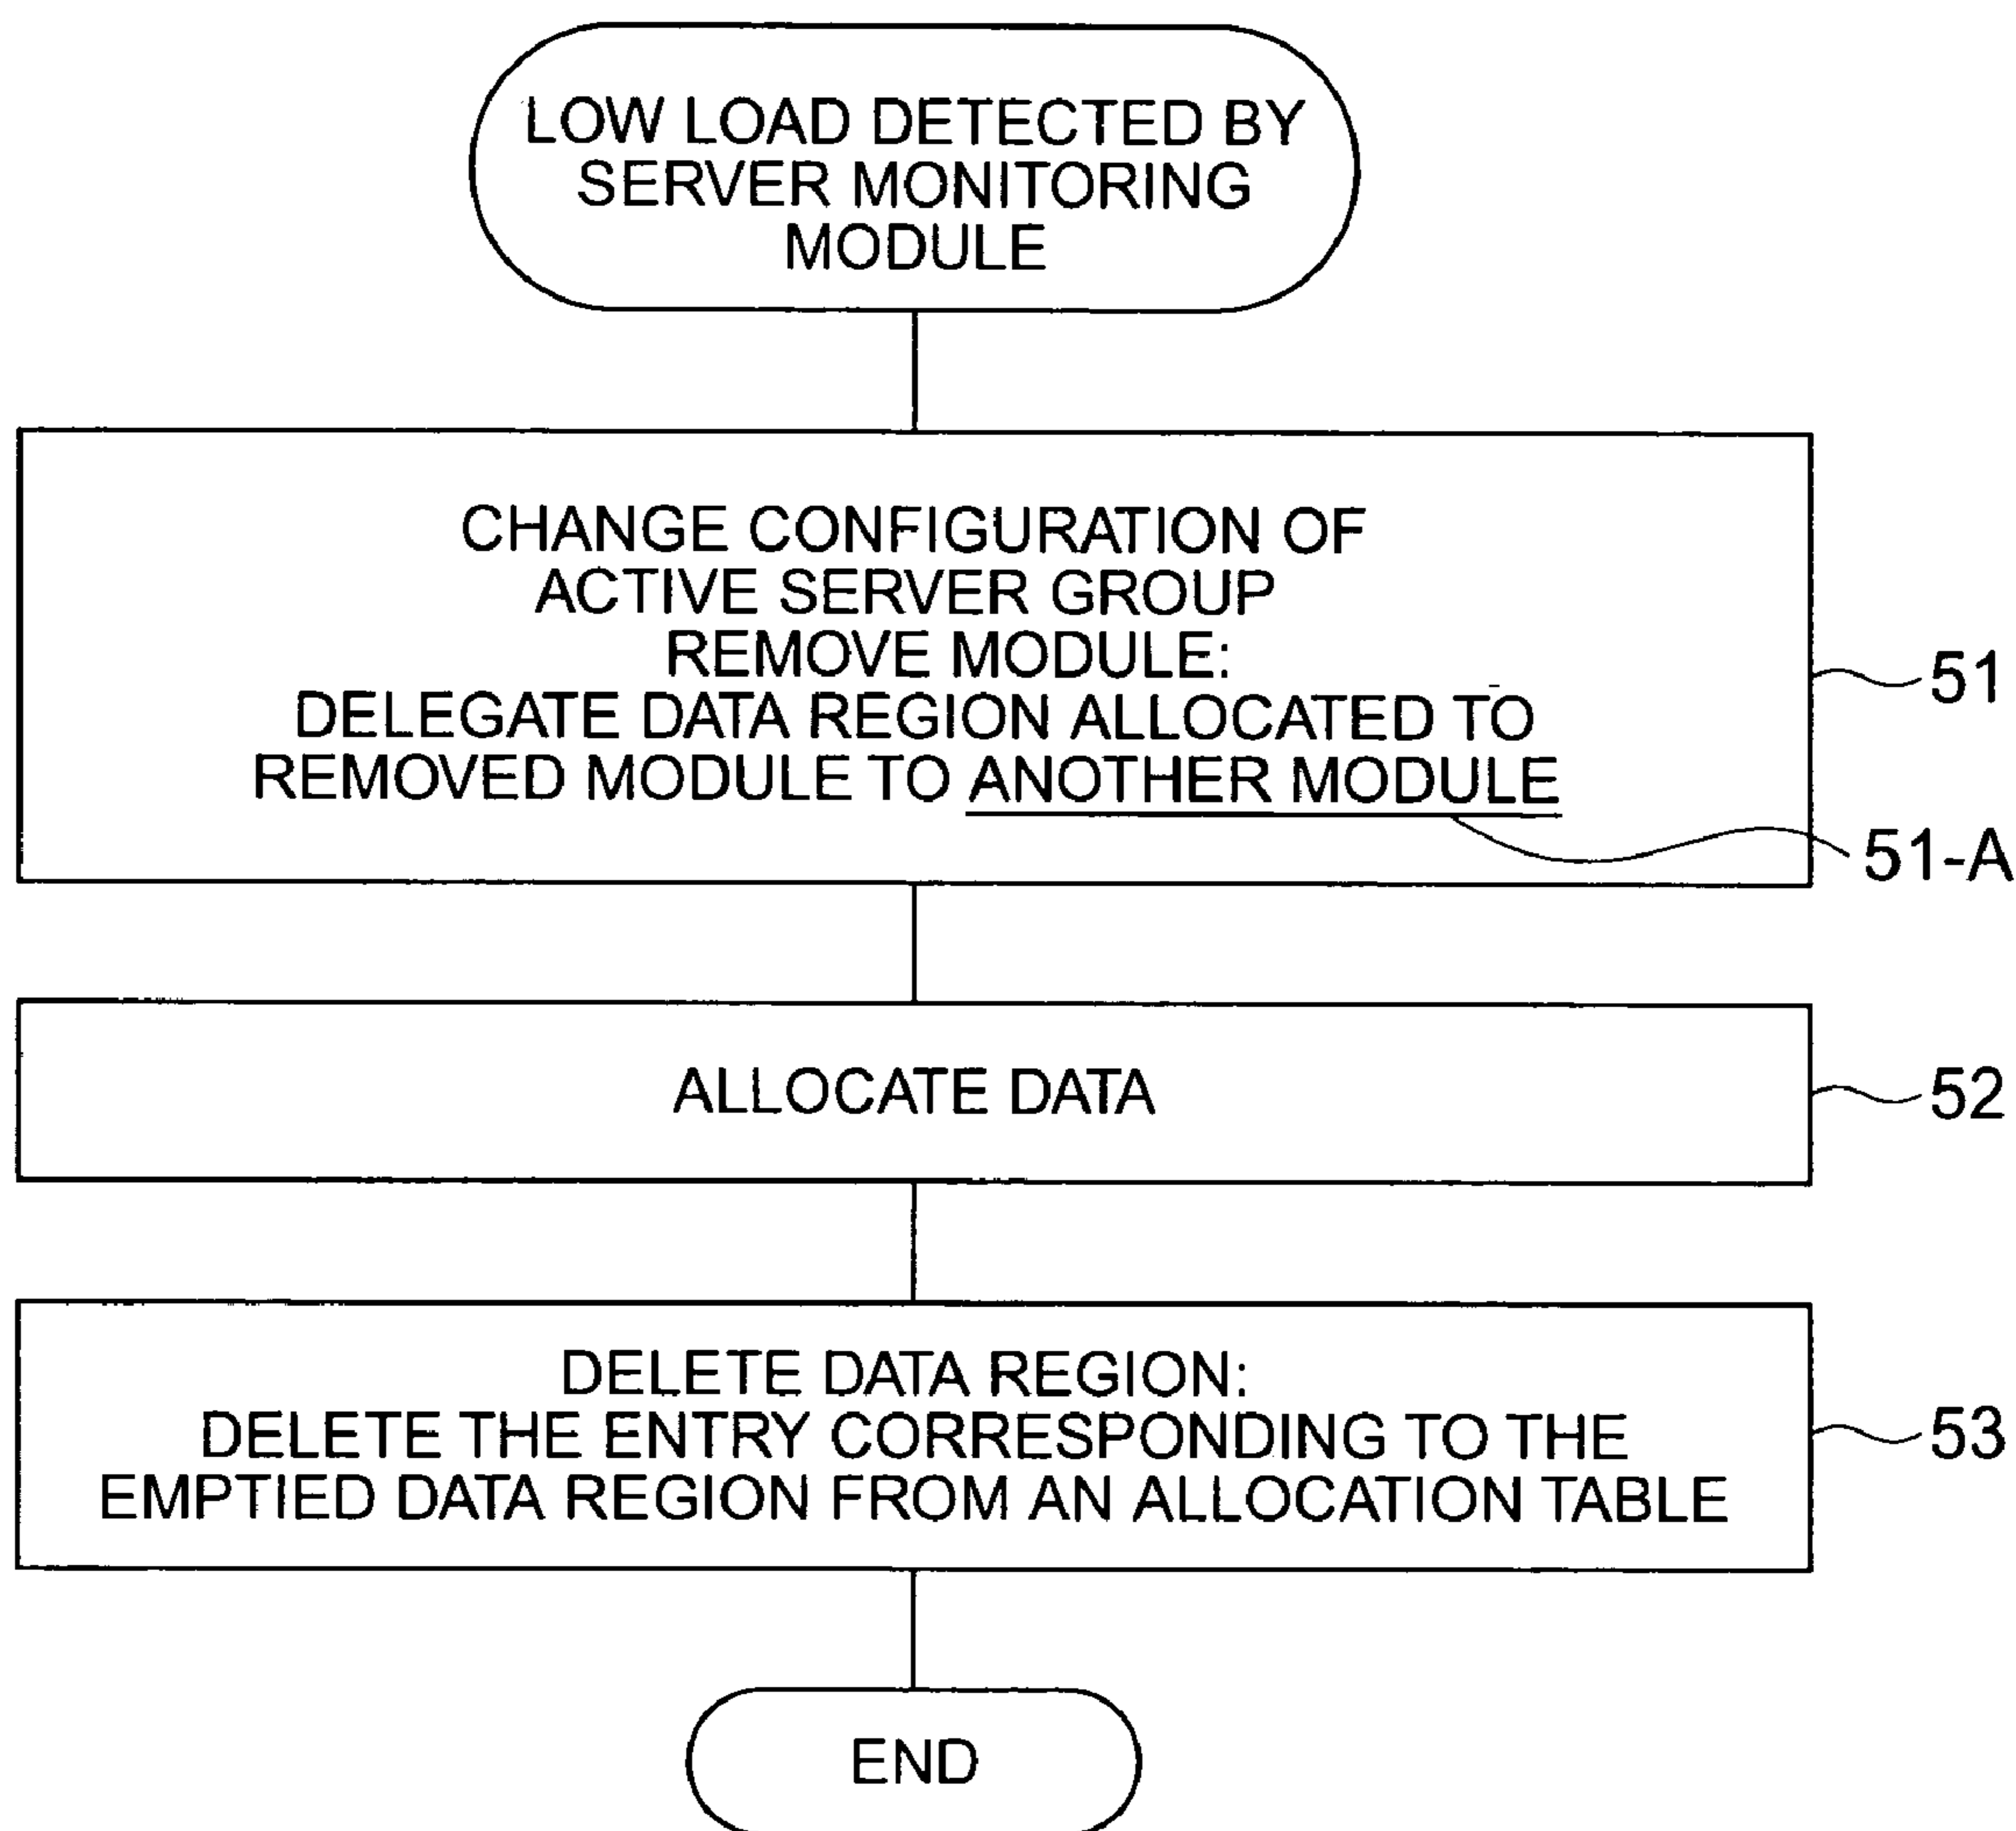 LOW LOAD DETECTED BY
SERVER MONITORING
MODULE
CHANGE CONFIGURATION OF
ACTIVE SERVER GROUP
REMOVE MODULE:
DELEGATE DATA REGION ALLOCATED TO
REMOVED MODULE TO ANOTHER MODULE
51
51-A
ALLOCATE DATA
52
DELETE DATA REGION:
DELETE THE ENTRY CORRESPONDING TO THE
EMPTIED DATA REGION FROM AN ALLOCATION TABLE
53
END